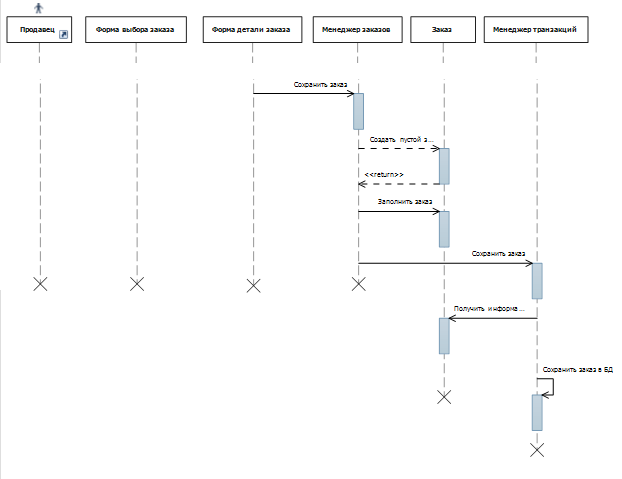 Продавец
Форма выбора заказа
Форма детали заказа
Менеджер заказов
Заказ
Менеджер транзакций
Сохранить заказ
Создать пустой з...
<<return>>
Заполнить заказ
Сохранить заказ
Получить информа...
Сохранить заказ в БД